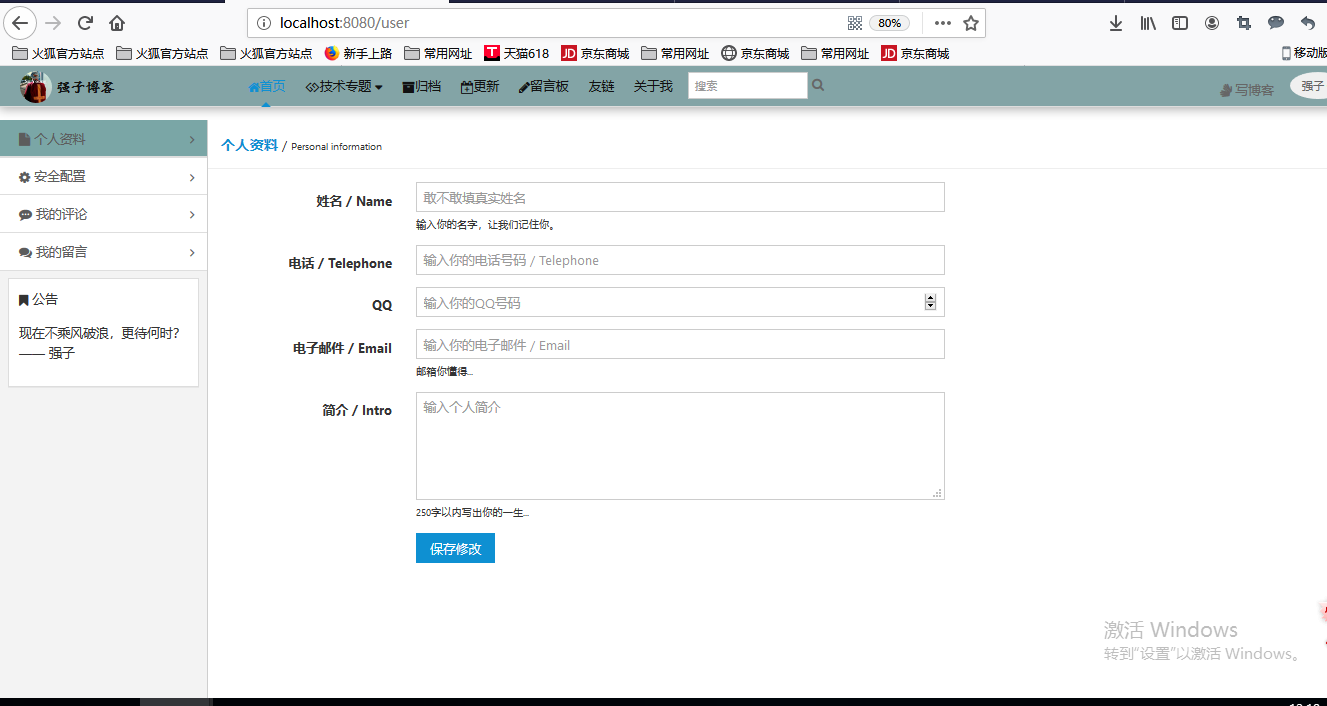 localhost:8080/user
80%
火狐官方站点 火狐官方站点 火狐官方站点 新手上路 常用网址 天猫618 京东商城 常用网址 京东商城 常用网址 京东商城 移动版
强子博客 首页 技术专题 归档 更新 留言板 友链 关于我 搜索 写博客 强子
个人资料
安全配置
我的评论
我的留言
公告
现在不乘风破浪，更待何时？
—— 强子
个人资料 / Personal information
姓名 / Name 敢不敢填真实姓名
输入你的名字，让我们记住你。
电话 / Telephone 输入你的电话号码 / Telephone
QQ 输入你的QQ号码
电子邮件 / Email 输入你的电子邮件 / Email
邮箱你懂得...
简介 / Intro 输入个人简介
250字以内写出你的一生...
保存修改
激活 Windows
转到"设置"以激活 Windows。